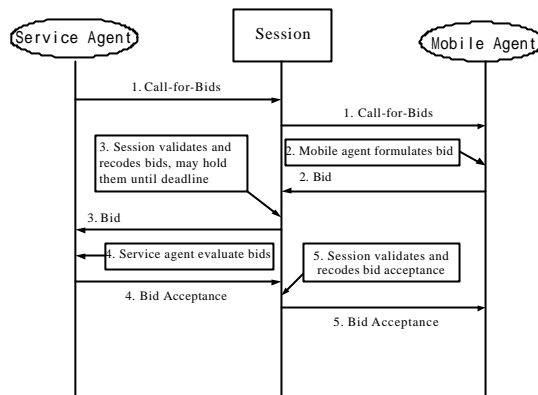 Service Agent
Session
Mobile Agent
1. Call-for-Bids
1. Call-for-Bids
3. Session validates and
recodes bids, may hold
them until deadline
2. Mobile agent formulates bid
2. Bid
3. Bid
4. Service agent evaluate bids
5. Session validates and
recodes bid acceptance
4. Bid Acceptance
5. Bid Acceptance